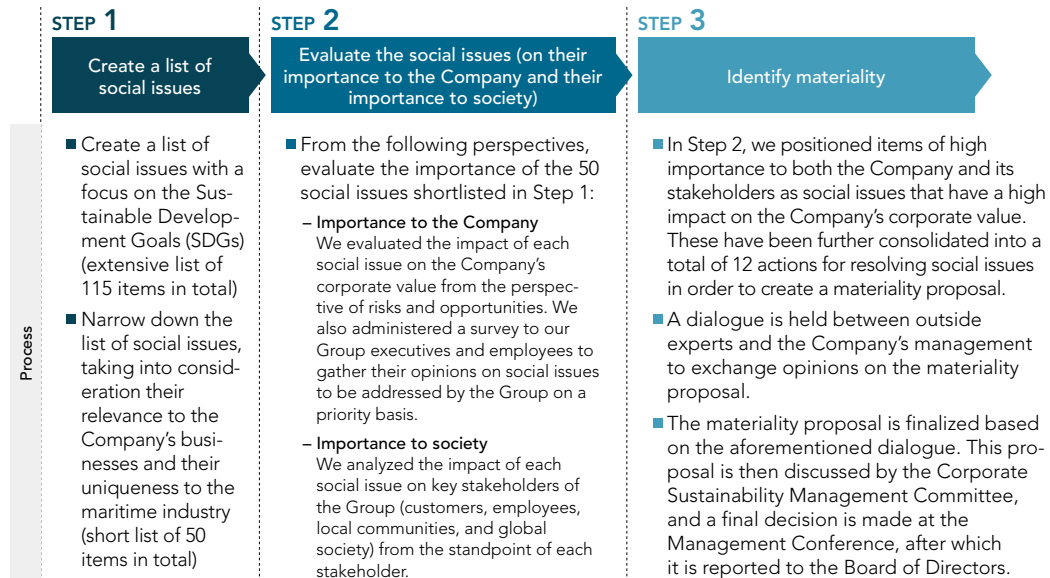 STEP 1
Create a list of
social issues
STEP 2
Evaluate the social issues (on their
importance to the Company and their
importance to society)
STEP 3
Identify materiality
Process
■ Create a list of
social issues with a
focus on the Sus-
tainable Develop-
ment Goals (SDGs)
(extensive list of
115 items in total)
■ Narrow down the
list of social issues,
taking into consid-
eration their
relevance to the
Company's busi-
nesses and their
uniqueness to the
maritime industry
(short list of 50
items in total)
■ From the following perspectives,
evaluate the importance of the 50
social issues shortlisted in Step 1:
– Importance to the Company
We evaluated the impact of each
social issue on the Company's
corporate value from the perspec-
tive of risks and opportunities. We
also administered a survey to our
Group executives and employees to
gather their opinions on social issues
to be addressed by the Group on a
priority basis.
– Importance to society
We analyzed the impact of each
social issue on key stakeholders of
the Group (customers, employees,
local communities, and global
society) from the standpoint of each
stakeholder.
■ In Step 2, we positioned items of high
importance to both the Company and its
stakeholders as social issues that have a high
impact on the Company's corporate value.
These have been further consolidated into a
total of 12 actions for resolving social issues
in order to create a materiality proposal.
■ A dialogue is held between outside
experts and the Company's management
to exchange opinions on the materiality
proposal.
■ The materiality proposal is finalized based
on the aforementioned dialogue. This pro-
posal is then discussed by the Corporate
Sustainability Management Committee,
and a final decision is made at the
Management Conference, after which
it is reported to the Board of Directors.